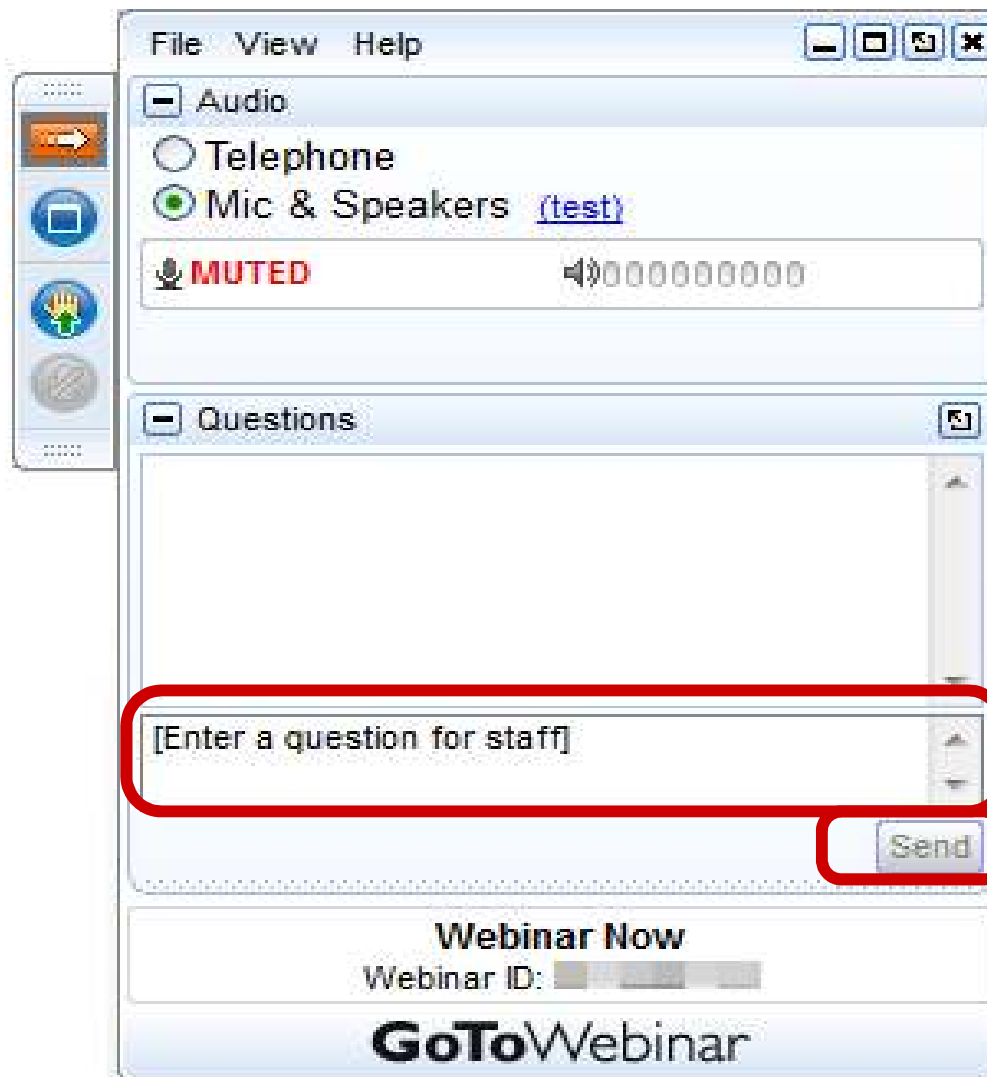 File View Help
Audio
Telephone
Mic & Speakers (test)
MUTED 000000000
Questions
[Enter a question for staff]
Send
Webinar Now
Webinar ID:
GoToWebinar